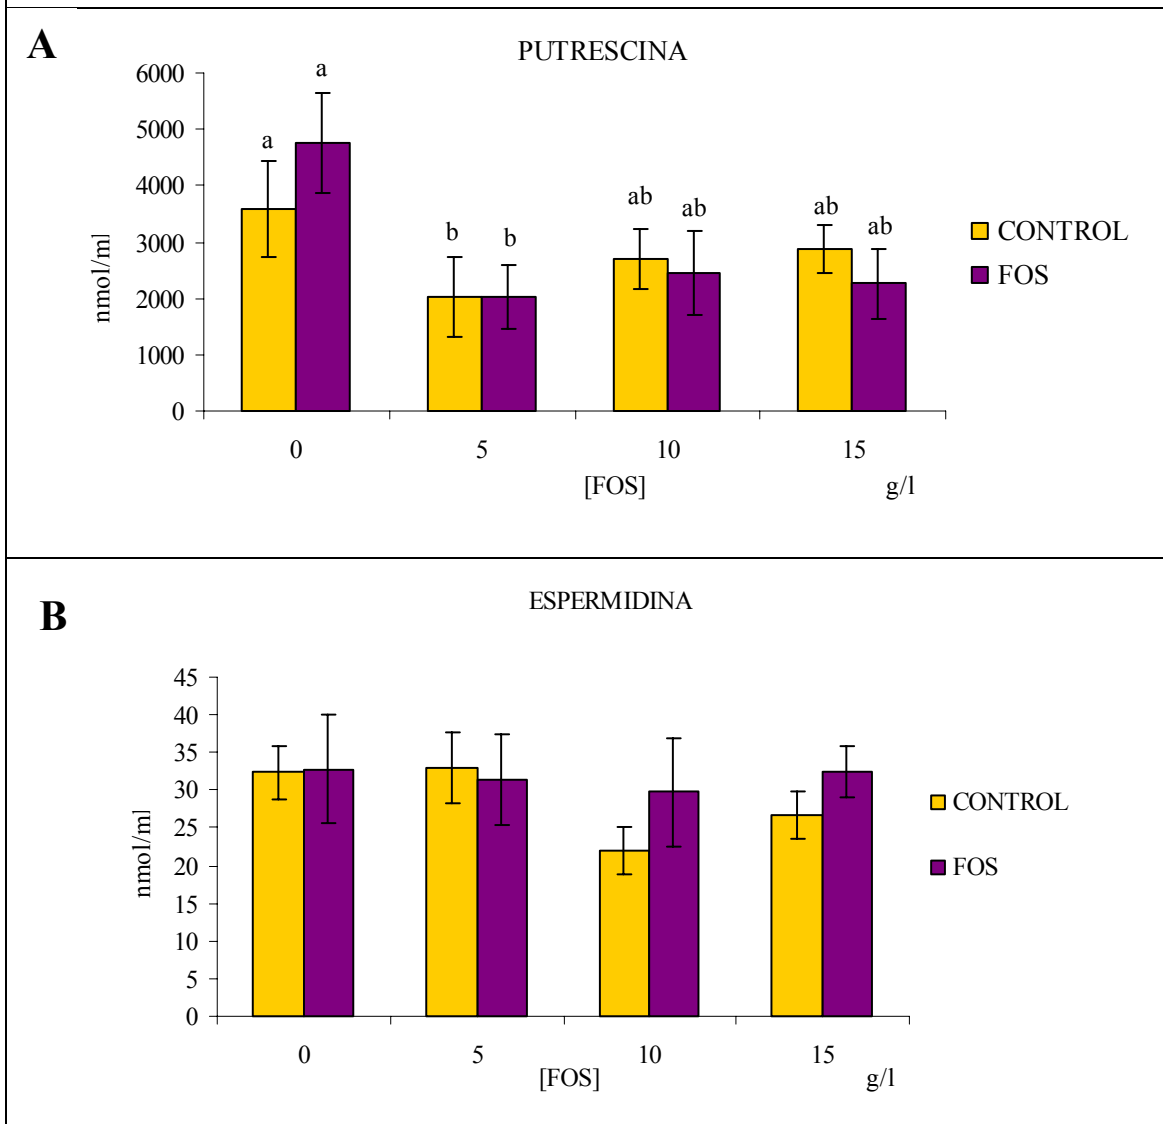 A
PUTRESCINA
6000
5000
4000
3000
2000
1000
0
nmol/ml
a
a
b
b
ab
ab
ab
ab
0
5
10
15
[FOS]
g/l
CONTROL
FOS
B
ESPERMIDINA
45
40
35
30
25
20
15
10
5
0
nmol/ml
0
5
10
15
[FOS]
g/l
CONTROL
FOS